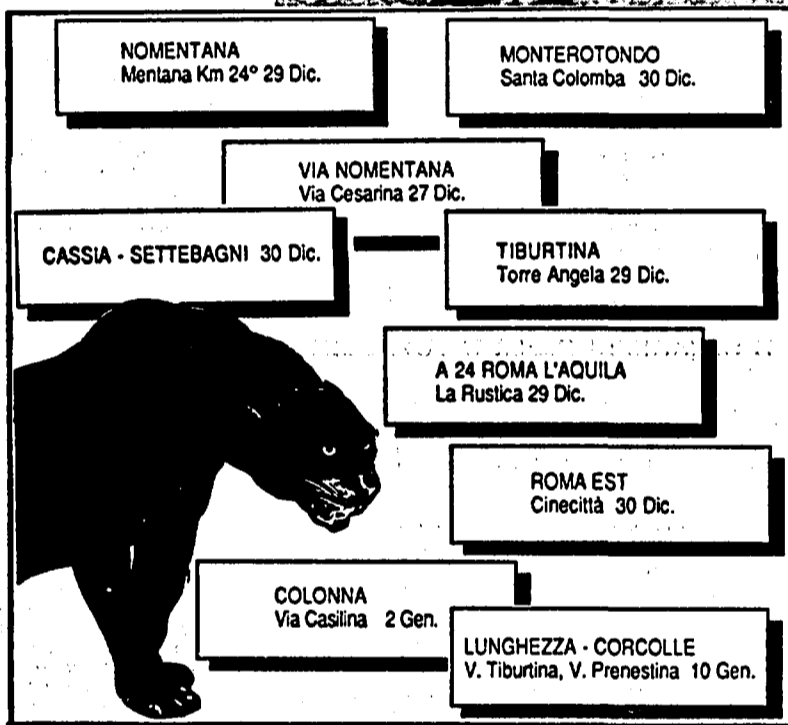 NOMENTANA
Mentana Km 24° 29 Dic.
MONTEROTONDO
Santa Colomba 30 Dic.
VIA NOMENTANA
Via Cesarina 27 Dic.
CASSIA - SETTEBAGNI 30 Dic.
TIBURTINA
Torre Angela 29 Dic.
A 24 ROMA L'AQUILA
La Rustica 29 Dic.
ROMA EST
Cinecittà 30 Dic.
COLONNA
Via Casilina 2 Gen.
LUNGHEZZA - CORCOLLE
V. Tiburtina, V. Prenestina 10 Gen.